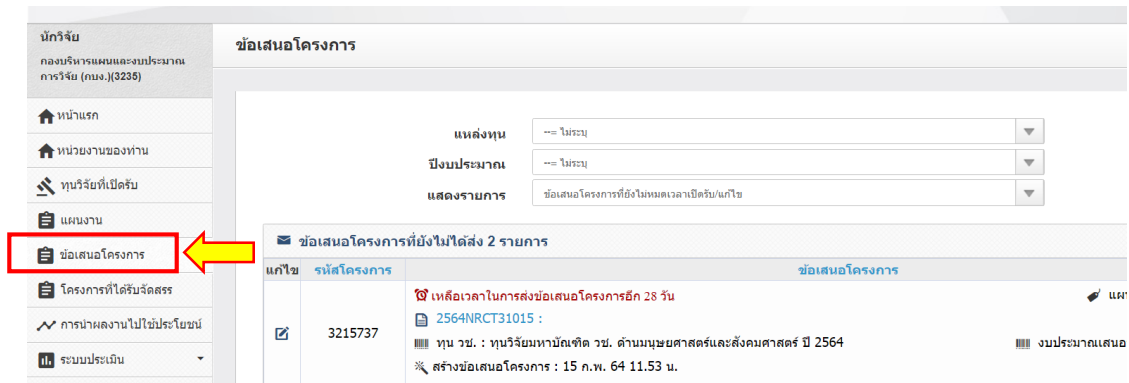 นักวิจัย
กองบริหารแผนและงบประมาณ
การวิจัย (กบง.)(3235)
หน้าแรก
หน่วยงานของท่าน
ทุนวิจัยที่เปิดรับ
แผนงาน
ข้อเสนอโครงการ
โครงการที่ได้รับจัดสรร
การนำผลงานไปใช้ประโยชน์
ระบบประเมิน
ข้อเสนอโครงการ
แหล่งทุน --= ไม่ระบุ
ปีงบประมาณ --= ไม่ระบุ
แสดงรายการ ข้อเสนอโครงการที่ยังไม่หมดเวลาเปิดรับ/แก้ไข
ข้อเสนอโครงการที่ยังไม่ได้ส่ง 2 รายการ
แก้ไข รหัสโครงการ ข้อเสนอโครงการ
เหลือเวลาในการส่งข้อเสนอโครงการอีก 28 วัน
3215737 2564NRCT31015 :
ทุน วช. : ทุนวิจัยมหาบัณฑิต วช. ด้านมนุษยศาสตร์และสังคมศาสตร์ ปี 2564 งบประมาณเสนอ
สร้างข้อเสนอโครงการ : 15 ก.พ. 64 11.53 น.